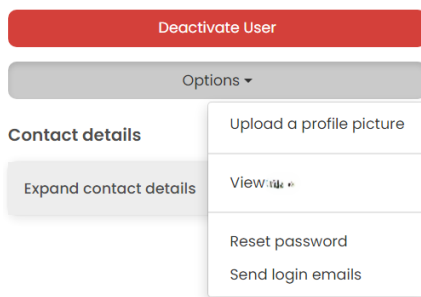 Deactivate User
Options
Upload a profile picture
Contact details
View
Expand contact details
Reset password
Send login emails